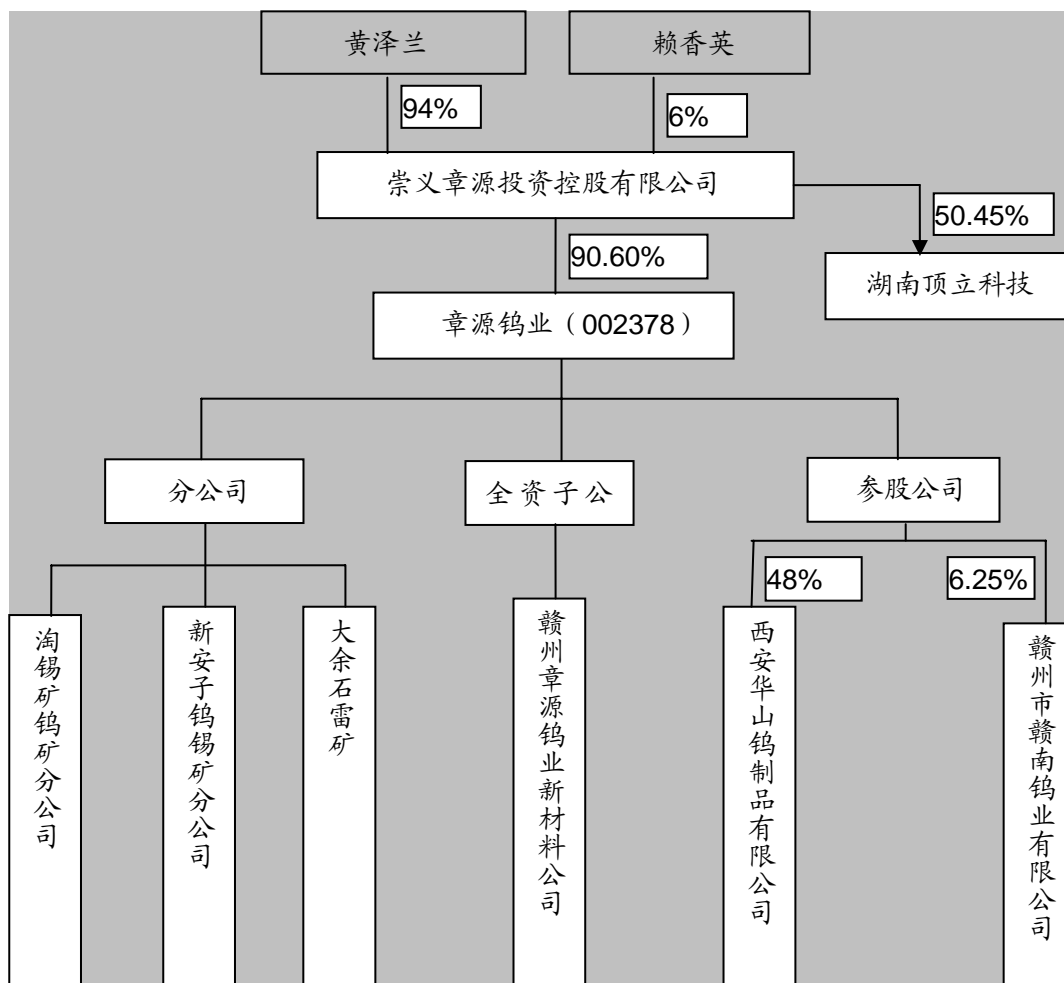 黄泽兰
赖香英
94%
6%
崇义章源投资控股有限公司
50.45%
90.60%
湖南顶立科技
章源钨业（002378）
分公司
全资子公
参股公司
48%
6.25%
淘锡矿钨矿分公司
新安子钨锡矿分公司
大余石雷矿
赣州章源钨业新材料公司
西安华山钨制品有限公司
赣州市赣南钨业有限公司